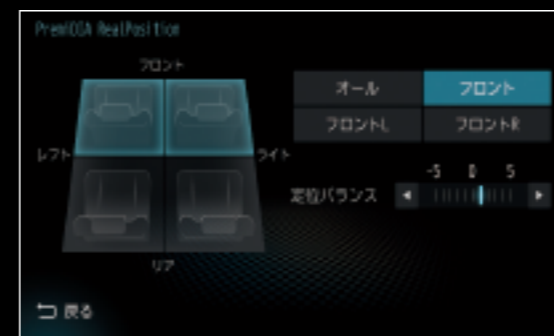 PremiDIA RealPosition
フロント
オール
フロント
フロントL
フロントR
レフト
ライト
-5 0 5
定位バランス
リア
戻る